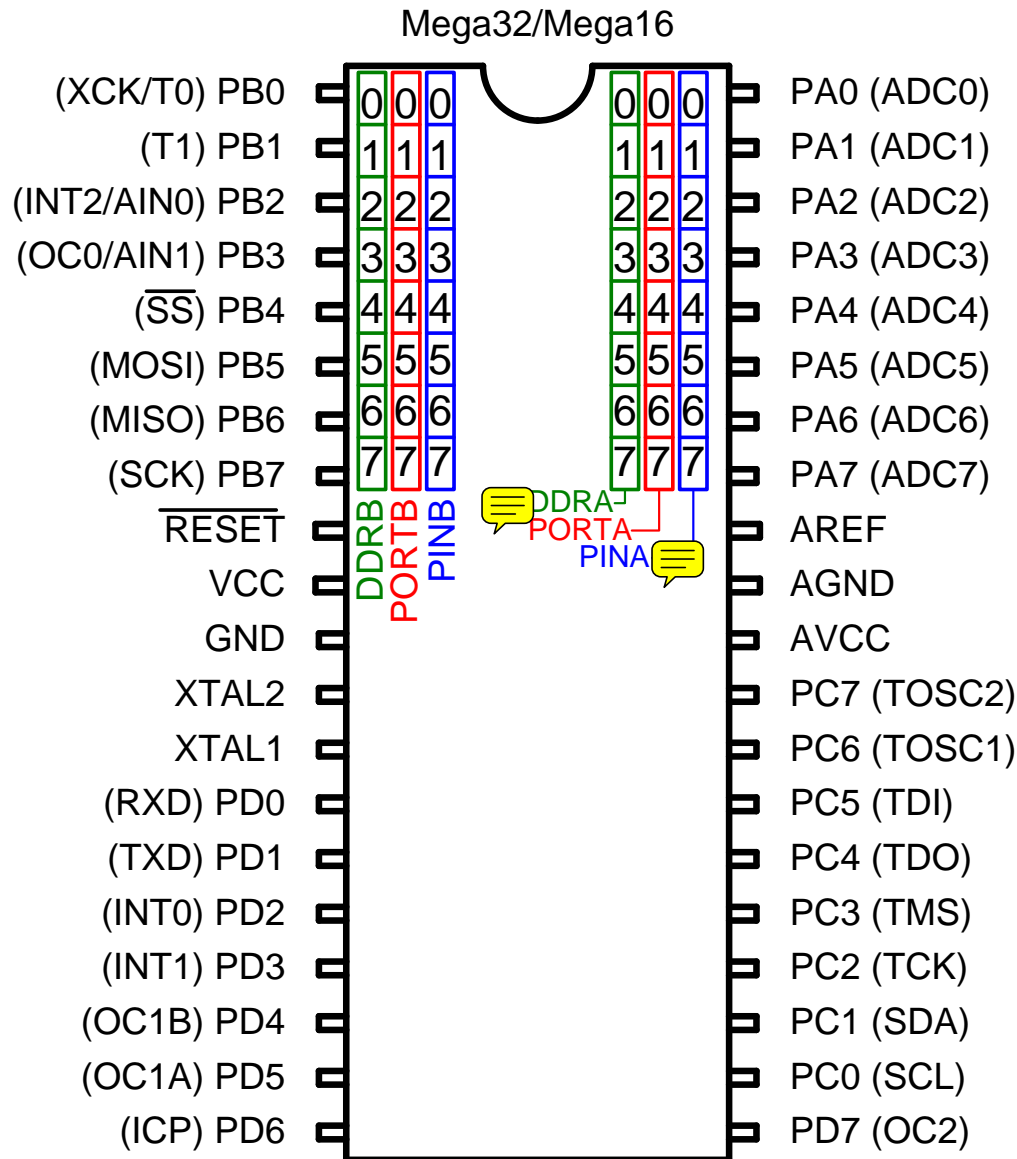 Mega32/Mega16
(XCK/T0) PB0 0 0 0 0 0 0 PA0 (ADC0)
(T1) PB1 1 1 1 1 1 1 PA1 (ADC1)
(INT2/AIN0) PB2 2 2 2 2 2 2 PA2 (ADC2)
(OC0/AIN1) PB3 3 3 3 3 3 3 PA3 (ADC3)
(S̅S̅) PB4 4 4 4 4 4 4 PA4 (ADC4)
(MOSI) PB5 5 5 5 5 5 5 PA5 (ADC5)
(MISO) PB6 6 6 6 6 6 6 PA6 (ADC6)
(SCK) PB7 7 7 7 7 7 7 PA7 (ADC7)
DDRB
PORTB
PINB
DDRA
PORTA
PINA
R̅E̅S̅E̅T̅ AREF
VCC AGND
GND AVCC
XTAL2 PC7 (TOSC2)
XTAL1 PC6 (TOSC1)
(RXD) PD0 PC5 (TDI)
(TXD) PD1 PC4 (TDO)
(INT0) PD2 PC3 (TMS)
(INT1) PD3 PC2 (TCK)
(OC1B) PD4 PC1 (SDA)
(OC1A) PD5 PC0 (SCL)
(ICP) PD6 PD7 (OC2)